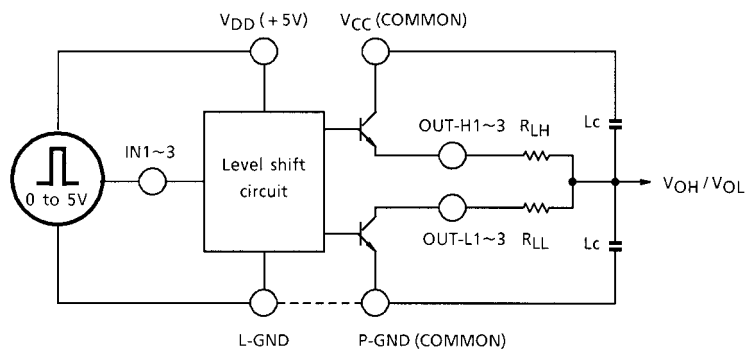 VDD (+5V)
VCC (COMMON)
IN1~3
0 to 5V
Level shift
circuit
OUT-H1~3
RLH
Lc
VOH / VOL
OUT-L1~3
RLL
Lc
L-GND
P-GND (COMMON)